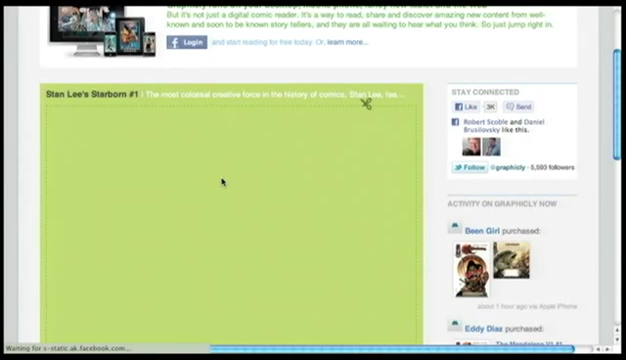 But it's not just a digital comic reader. It's a way to read, share and discover amazing new content from well-
known and soon to be known story tellers, and they are all waiting to hear what you think. So just jump right in.
Login and start reading for free today. Or, learn more...
Stan Lee's Starborn #1 | The most colossal creative force in the history of comics, Stan Lee, tea...
STAY CONNECTED
Like 3K Send
Robert Scoble and Daniel
Brusilovsky like this.
Follow @graphicly · 5,593 followers
ACTIVITY ON GRAPHICLY NOW
Been Girl purchased:
about 1 hour ago via Apple iPhone
Eddy Diaz purchased:
Waiting for s-static.ak.facebook.com...